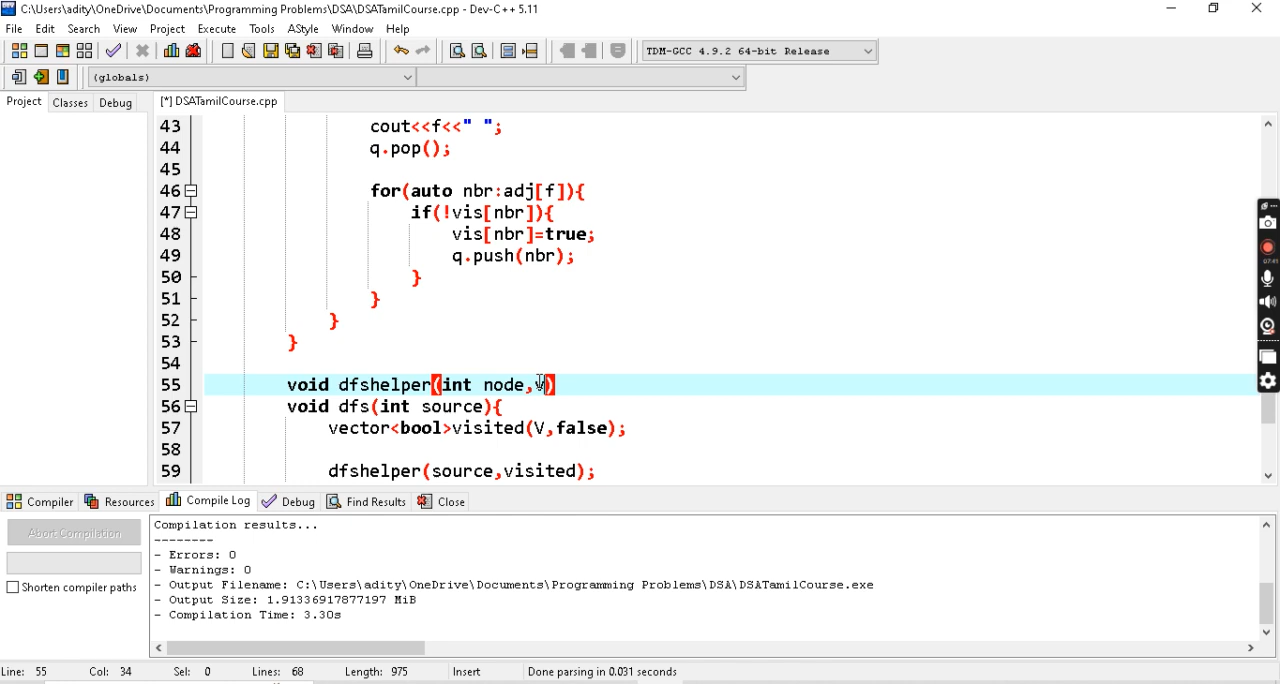 C:\Users\adity\OneDrive\Documents\Programming Problems\DSA\DSATamilCourse.cpp - Dev-C++ 5.11
File Edit Search View Project Execute Tools AStyle Window Help
TDM-GCC 4.9.2 64-bit Release
(globals)
Project Classes Debug [*] DSATamilCourse.cpp
43 cout<<f<<" ";
44 q.pop();
45
46 for(auto nbr:adj[f]){
47 if(!vis[nbr]){
48 vis[nbr]=true;
49 q.push(nbr);
50 }
51 }
52 }
53 }
54
55 void dfshelper(int node,v)
56 void dfs(int source){
57 vector<bool>visited(V,false);
58
59 dfshelper(source,visited);
07:41
Compiler Resources Compile Log Debug Find Results Close
Abort Compilation
Shorten compiler paths
Compilation results...
--------
- Errors: 0
- Warnings: 0
- Output Filename: C:\Users\adity\OneDrive\Documents\Programming Problems\DSA\DSATamilCourse.exe
- Output Size: 1.91336917877197 MiB
- Compilation Time: 3.30s
Line: 55 Col: 34 Sel: 0 Lines: 68 Length: 975 Insert Done parsing in 0.031 seconds